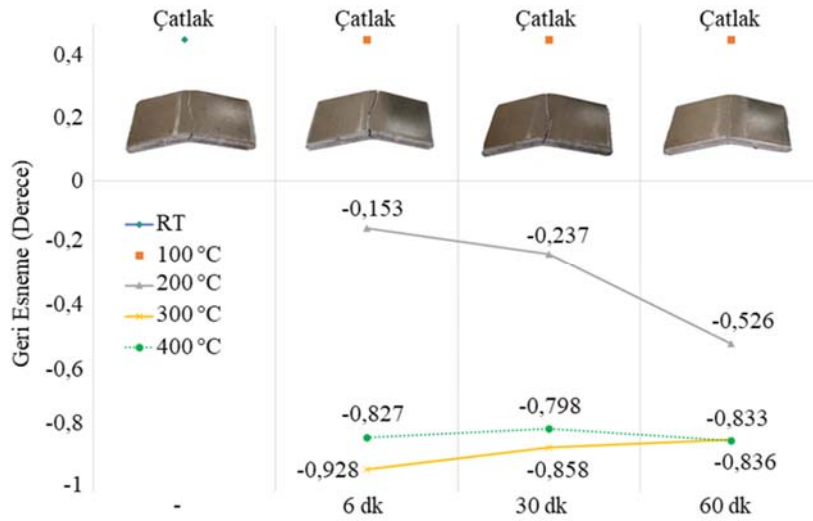 Çatlak Çatlak Çatlak Çatlak
0,4
0,2
0
-0,2
-0,4
-0,6
-0,8
-1
Geri Esneme (Derece)
RT
100 °C
200 °C
300 °C
400 °C
-0,153
-0,237
-0,526
-0,827
-0,798
-0,833
-0,928
-0,858
-0,836
- 6 dk 30 dk 60 dk